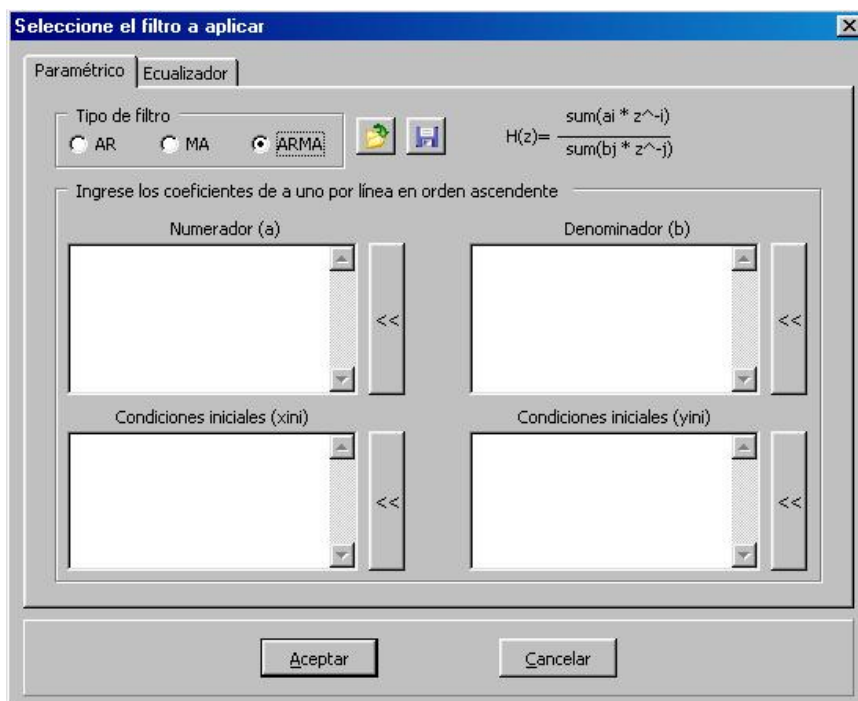 Seleccione el filtro a aplicar
Paramétrico
Ecualizador
Tipo de filtro
AR
MA
ARMA
H(z)=
sum(ai * z^-i)
sum(bj * z^-j)
Ingrese los coeficientes de a uno por línea en orden ascendente
Numerador (a)
Denominador (b)
<<
<<
Condiciones iniciales (xini)
Condiciones iniciales (yini)
<<
<<
Aceptar
Cancelar